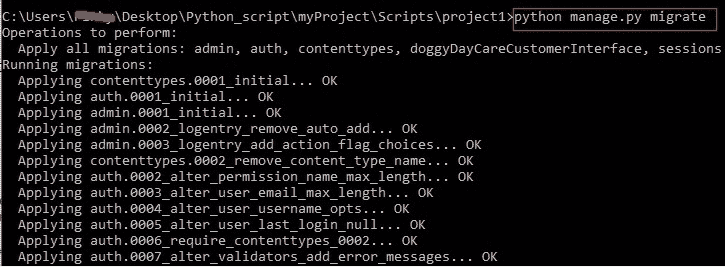 C:\Users\ \Desktop\Python_script\myProject\Scripts\project1>python manage.py migrate
Operations to perform:
  Apply all migrations: admin, auth, contenttypes, doggyDayCareCustomerInterface, sessions
Running migrations:
  Applying contenttypes.0001_initial... OK
  Applying auth.0001_initial... OK
  Applying admin.0001_initial... OK
  Applying admin.0002_logentry_remove_auto_add... OK
  Applying admin.0003_logentry_add_action_flag_choices... OK
  Applying contenttypes.0002_remove_content_type_name... OK
  Applying auth.0002_alter_permission_name_max_length... OK
  Applying auth.0003_alter_user_email_max_length... OK
  Applying auth.0004_alter_user_username_opts... OK
  Applying auth.0005_alter_user_last_login_null... OK
  Applying auth.0006_require_contenttypes_0002... OK
  Applying auth.0007_alter_validators_add_error_messages... OK